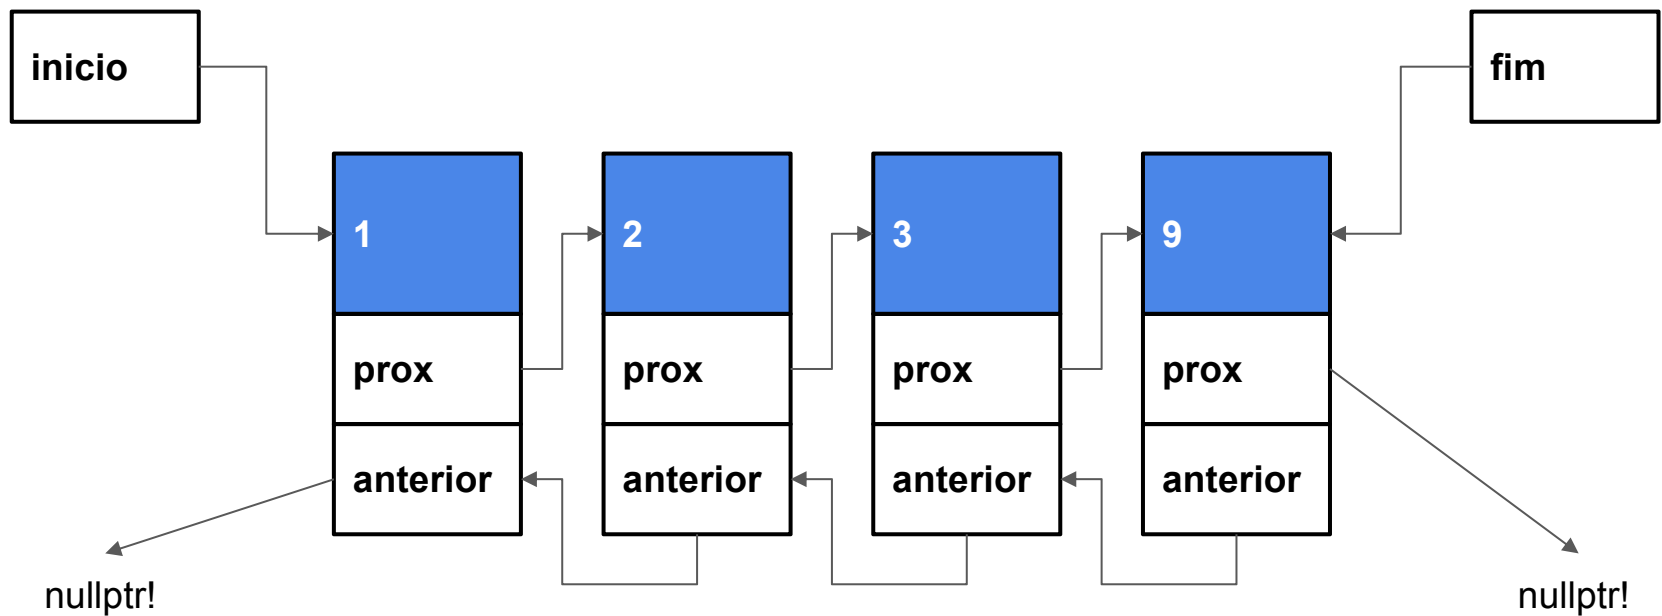 inicio
fim
1
2
3
9
prox
prox
prox
prox
anterior
anterior
anterior
anterior
nullptr!
nullptr!